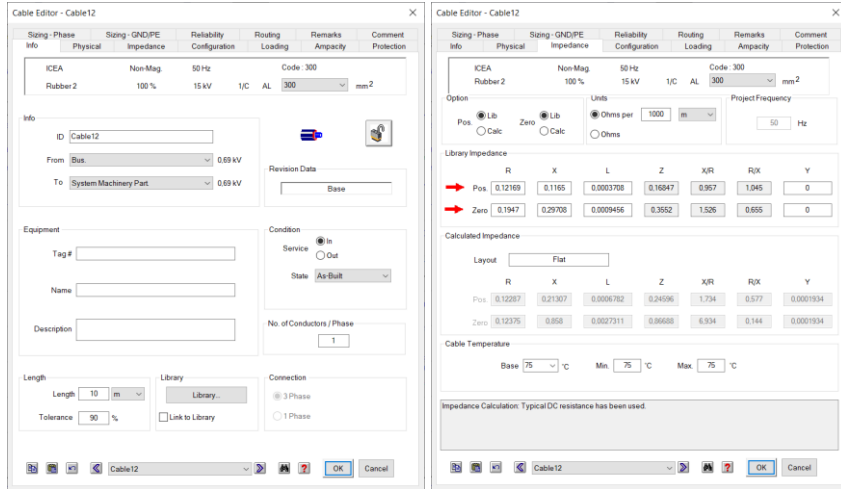 Cable Editor - Cable12
Sizing - Phase Sizing - GND/PE Reliability Routing Remarks Comment
Info Physical Impedance Configuration Loading Ampacity Protection
ICEA Non-Mag. 50 Hz Code : 300
Rubber 2 100 % 15 kV 1/C AL 300 mm2
Info
ID Cable12
From Bus. 0,69 kV
To System Machinery Part. 0,69 kV
Revision Data
Base
Equipment
Tag #
Name
Description
Condition
Service In
Out
State As-Built
No. of Conductors / Phase
1
Length
Length 10 m
Tolerance 90 %
Library
Library...
Link to Library
Connection
3 Phase
1 Phase
Cable12 ? OK Cancel
Cable Editor - Cable12
Sizing - Phase Sizing - GND/PE Reliability Routing Remarks Comment
Info Physical Impedance Configuration Loading Ampacity Protection
ICEA Non-Mag. 50 Hz Code : 300
Rubber 2 100 % 15 kV 1/C AL 300 mm2
Option
Pos. Lib Zero Lib
Calc Calc
Units
Ohms per 1000 m
Ohms
Project Frequency
50 Hz
Library Impedance
R X L Z X/R R/X Y
Pos. 0,12169 0,1165 0,0003708 0,16847 0,957 1,045 0
Zero 0,1947 0,29708 0,0009456 0,3552 1,526 0,655 0
Calculated Impedance
Layout Flat
R X L Z X/R R/X Y
Pos. 0,12287 0,21307 0,0006782 0,24596 1,734 0,577 0,0001934
Zero 0,12375 0,858 0,0027311 0,86688 6,934 0,144 0,0001934
Cable Temperature
Base 75 °C Min. 75 °C Max. 75 °C
Impedance Calculation: Typical DC resistance has been used.
Cable12 ? OK Cancel